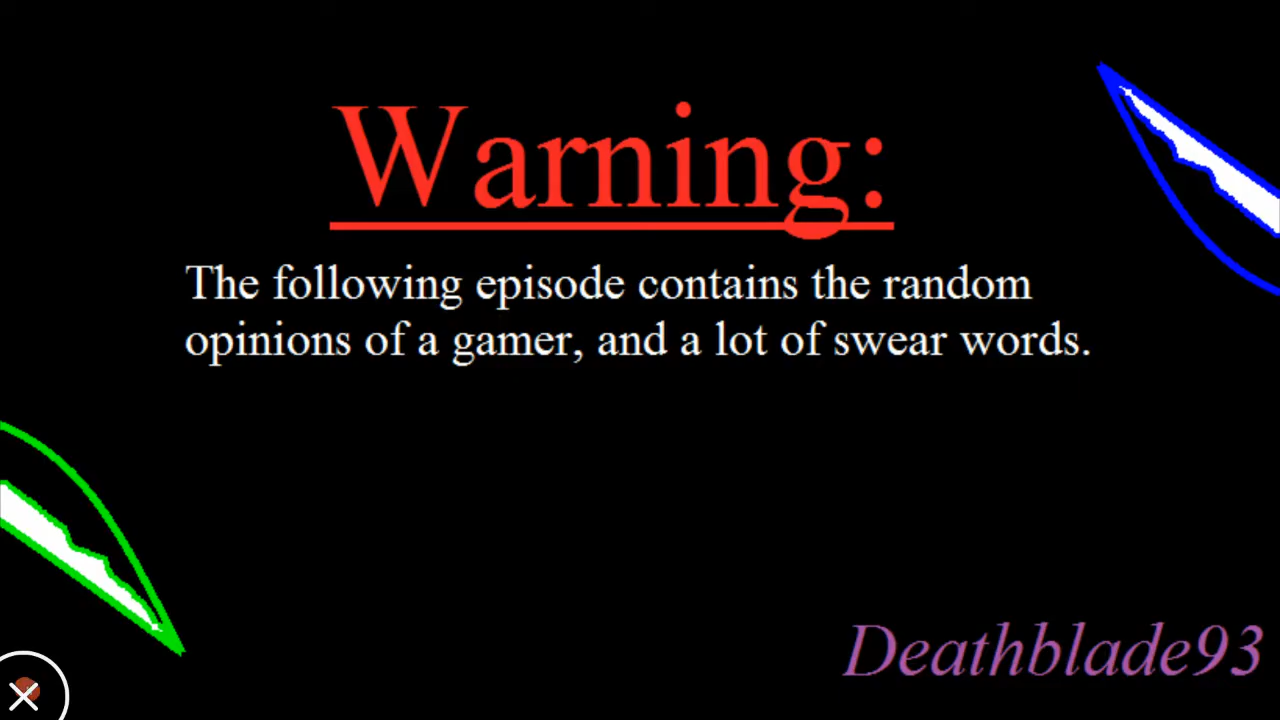 Warning:
The following episode contains the random
opinions of a gamer, and a lot of swear words.
Deathblade93